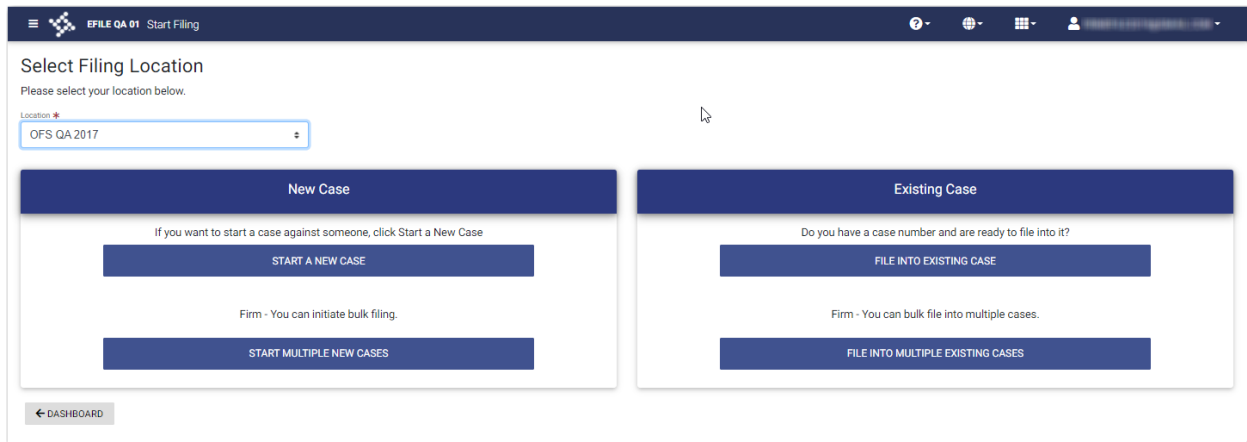 EFILE QA 01 Start Filing
Select Filing Location
Please select your location below.
Location *
OFS QA 2017
New Case
If you want to start a case against someone, click Start a New Case
START A NEW CASE
Firm - You can initiate bulk filing.
START MULTIPLE NEW CASES
Existing Case
Do you have a case number and are ready to file into it?
FILE INTO EXISTING CASE
Firm - You can bulk file into multiple cases.
FILE INTO MULTIPLE EXISTING CASES
DASHBOARD